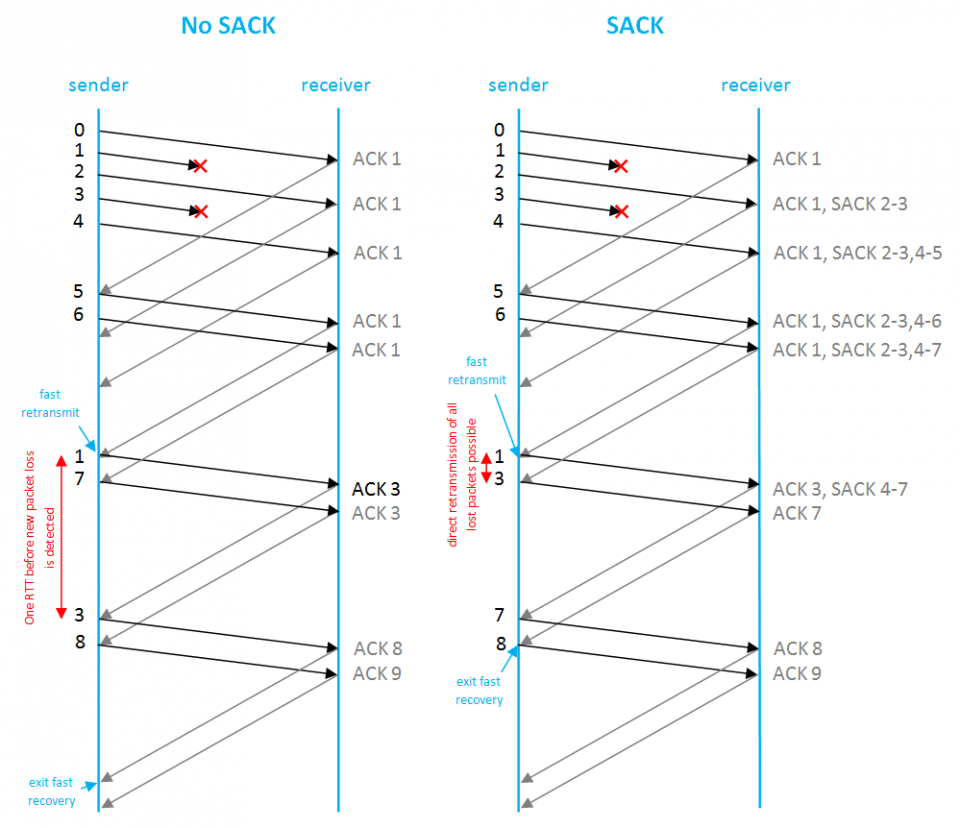 No SACK
sender
receiver
0
1
2
3
4
5
6
1
7
3
8
ACK 1
ACK 1
ACK 1
ACK 1
ACK 1
ACK 3
ACK 3
ACK 8
ACK 9
fast
retransmit
One RTT before new packet loss
is detected
exit fast
recovery
SACK
sender
receiver
0
1
2
3
4
5
6
1
3
7
8
ACK 1
ACK 1, SACK 2-3
ACK 1, SACK 2-3,4-5
ACK 1, SACK 2-3,4-6
ACK 1, SACK 2-3,4-7
ACK 3, SACK 4-7
ACK 7
ACK 8
ACK 9
fast
retransmit
direct retransmission of all
lost packets possible
exit fast
recovery